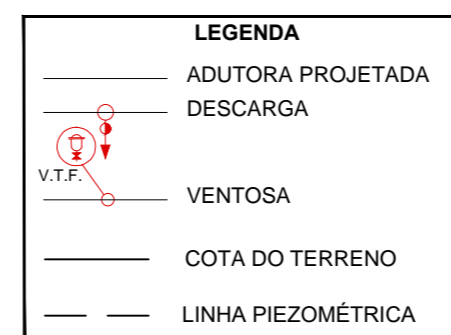 LEGENDA
ADUTORA PROJETADA
DESCARGA
V.T.F.
VENTOSA
COTA DO TERRENO
LINHA PIEZOMÉTRICA